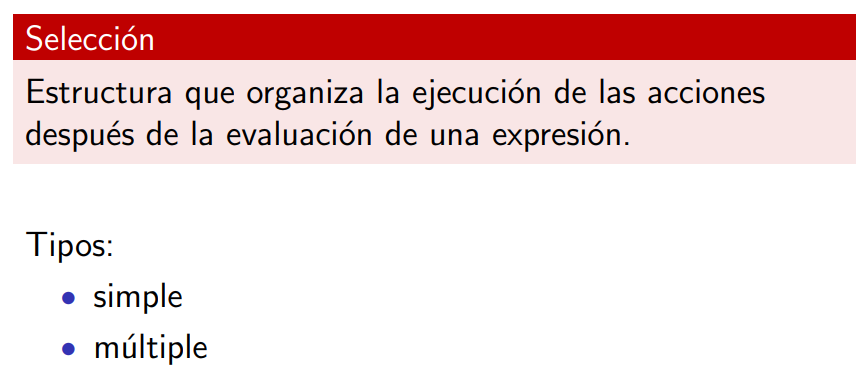 Selección
Estructura que organiza la ejecución de las acciones
después de la evaluación de una expresión.
Tipos:
• simple
• múltiple